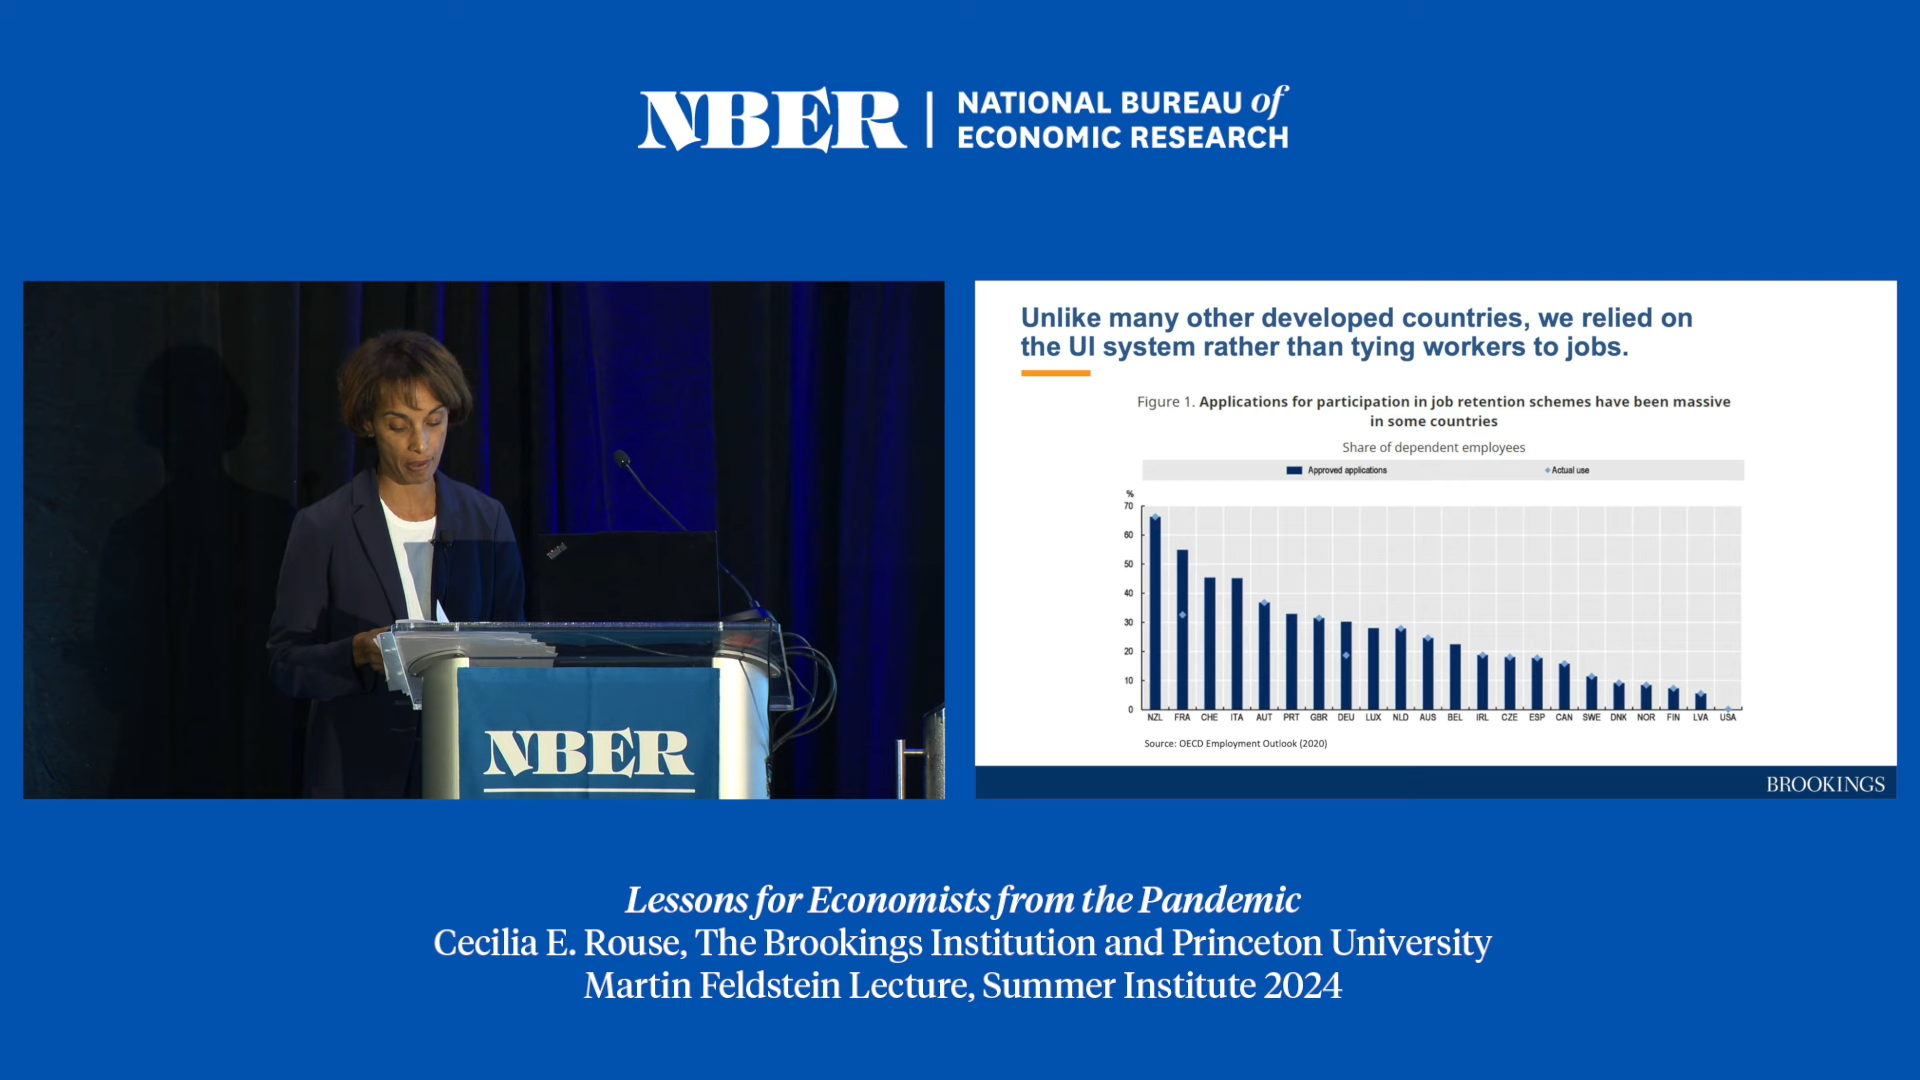 NBER | NATIONAL BUREAU of
ECONOMIC RESEARCH
NBER
Unlike many other developed countries, we relied on
the UI system rather than tying workers to jobs.
Figure 1. Applications for participation in job retention schemes have been massive
in some countries
Share of dependent employees
Approved applications
Actual use
%
70
60
50
40
30
20
10
0
NZL FRA CHE ITA AUT PRT GBR DEU LUX NLD AUS BEL IRL CZE ESP CAN SWE DNK NOR FIN LVA USA
Source: OECD Employment Outlook (2020)
BROOKINGS
Lessons for Economists from the Pandemic
Cecilia E. Rouse, The Brookings Institution and Princeton University
Martin Feldstein Lecture, Summer Institute 2024